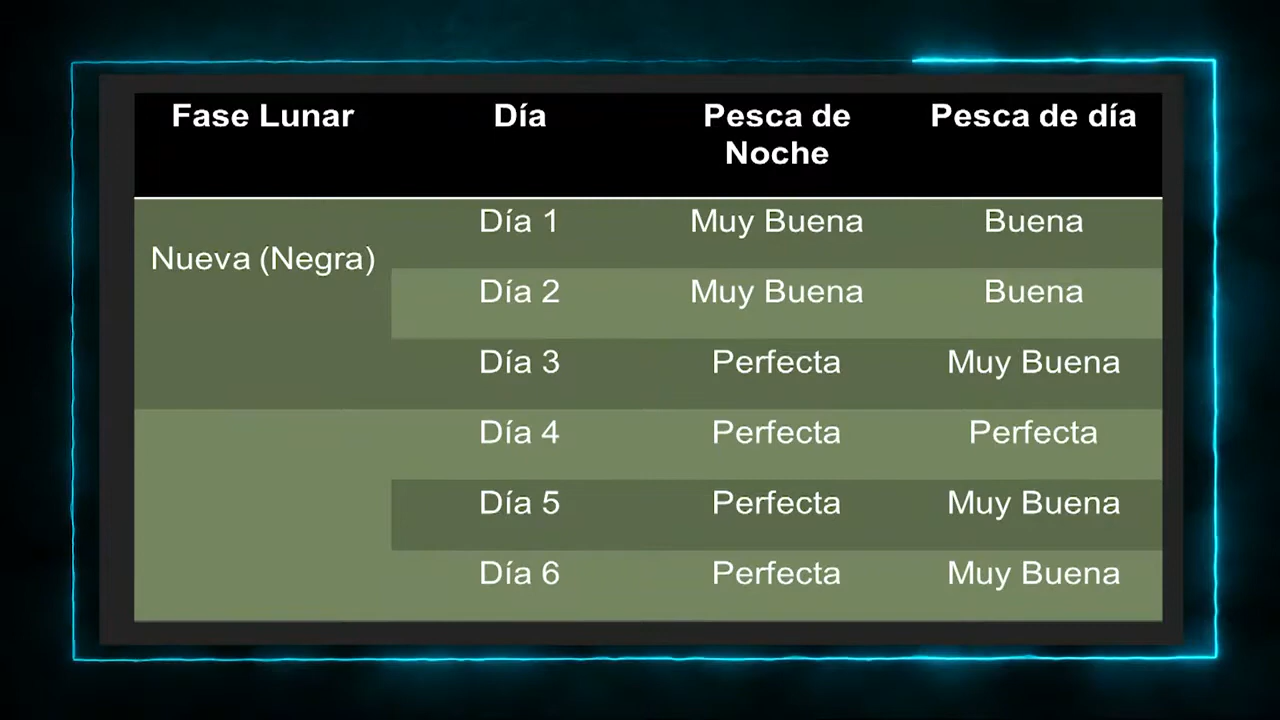 Fase Lunar Día Pesca de Noche Pesca de día
Nueva (Negra) Día 1 Muy Buena Buena
Día 2 Muy Buena Buena
Día 3 Perfecta Muy Buena
Día 4 Perfecta Perfecta
Día 5 Perfecta Muy Buena
Día 6 Perfecta Muy Buena